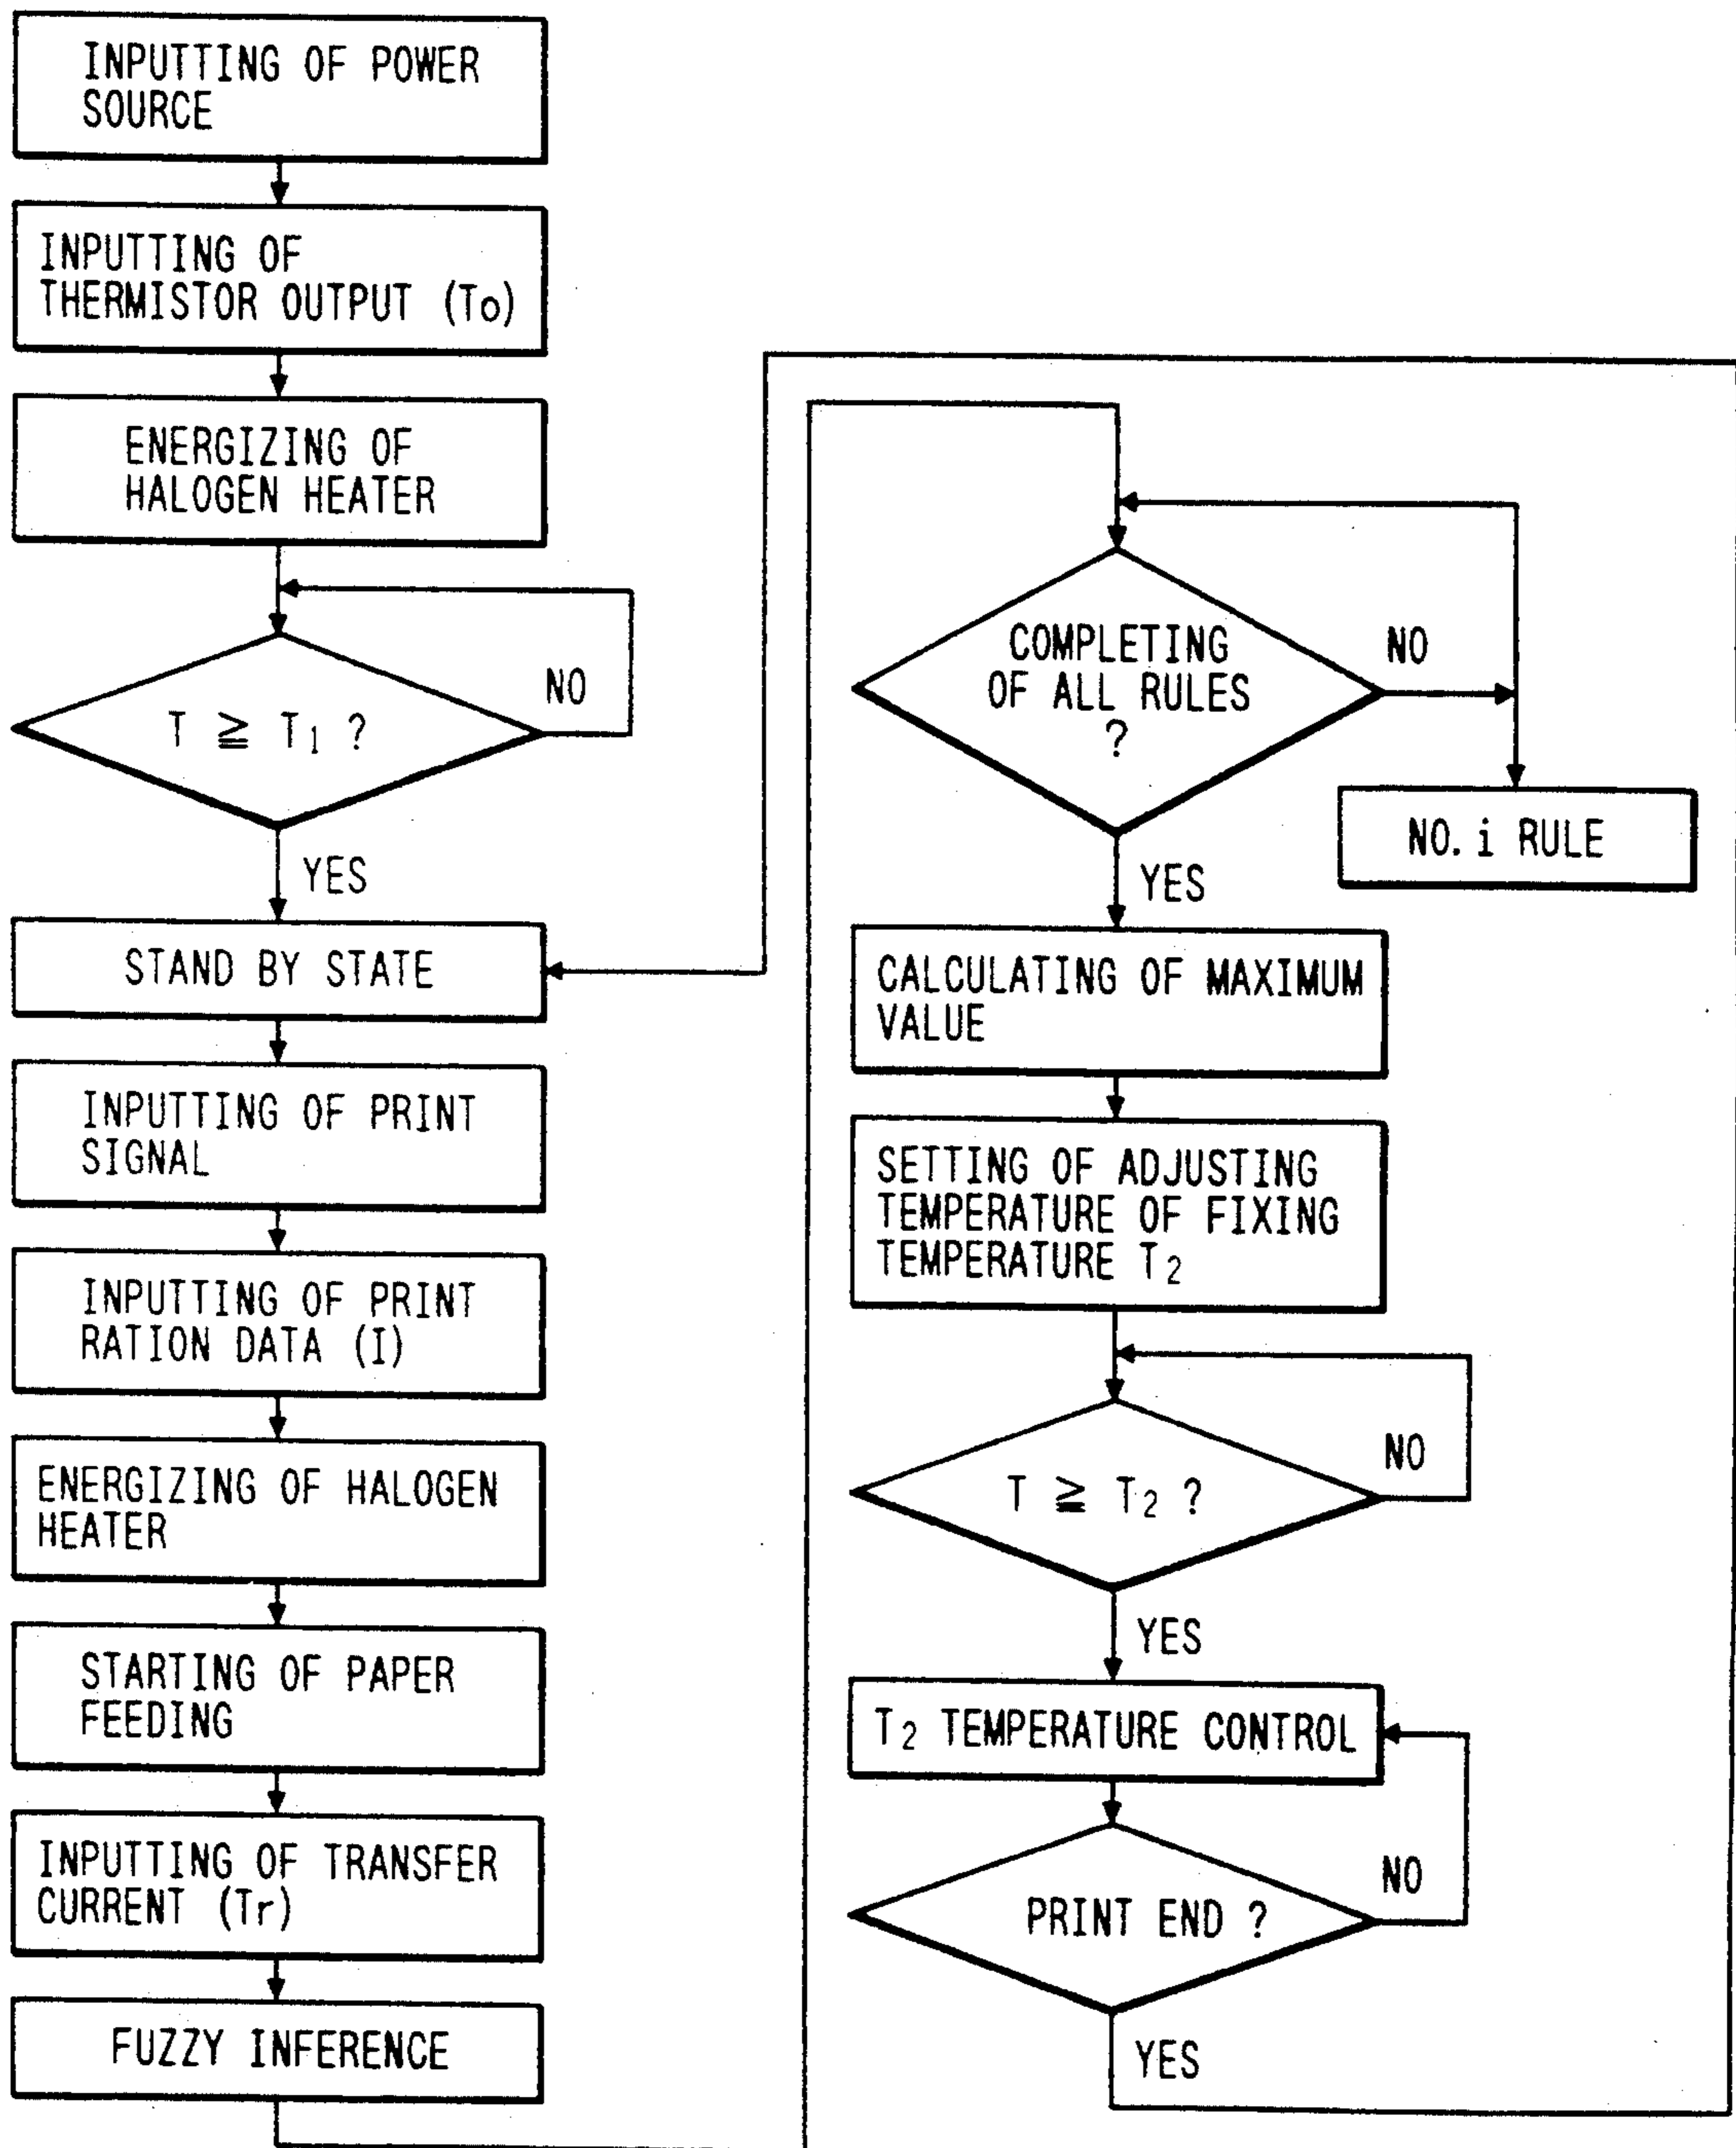 INPUTTING OF POWER
SOURCE
INPUTTING OF
THERMISTOR OUTPUT (To)
ENERGIZING OF
HALOGEN HEATER
T ≧ T1 ?
NO
YES
STAND BY STATE
INPUTTING OF PRINT
SIGNAL
INPUTTING OF PRINT
RATION DATA (I)
ENERGIZING OF HALOGEN
HEATER
STARTING OF PAPER
FEEDING
INPUTTING OF TRANSFER
CURRENT (Tr)
FUZZY INFERENCE
COMPLETING
OF ALL RULES
?
NO
NO. i RULE
YES
CALCULATING OF MAXIMUM
VALUE
SETTING OF ADJUSTING
TEMPERATURE OF FIXING
TEMPERATURE T2
T ≧ T2 ?
NO
YES
T2 TEMPERATURE CONTROL
PRINT END ?
NO
YES